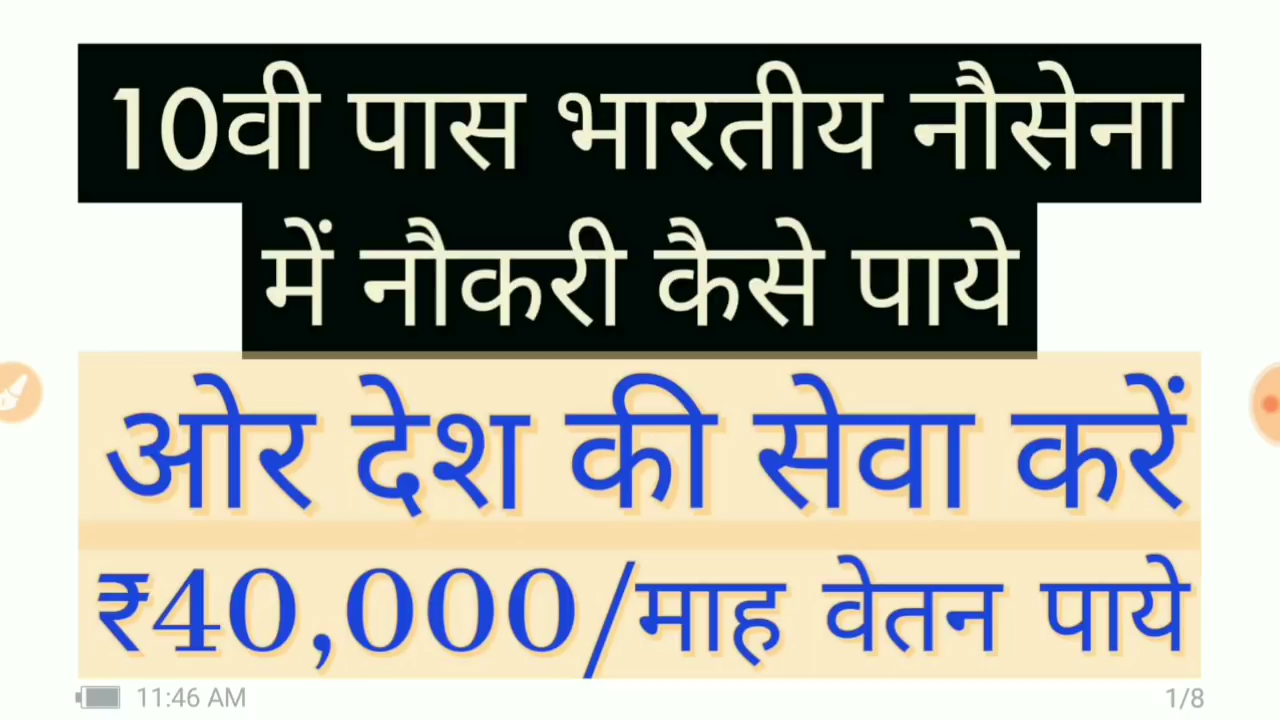 10वी पास भारतीय नौसेना
में नौकरी कैसे पाये
ओर देश की सेवा करें
₹40,000/माह वेतन पाये
11:46 AM
1/8